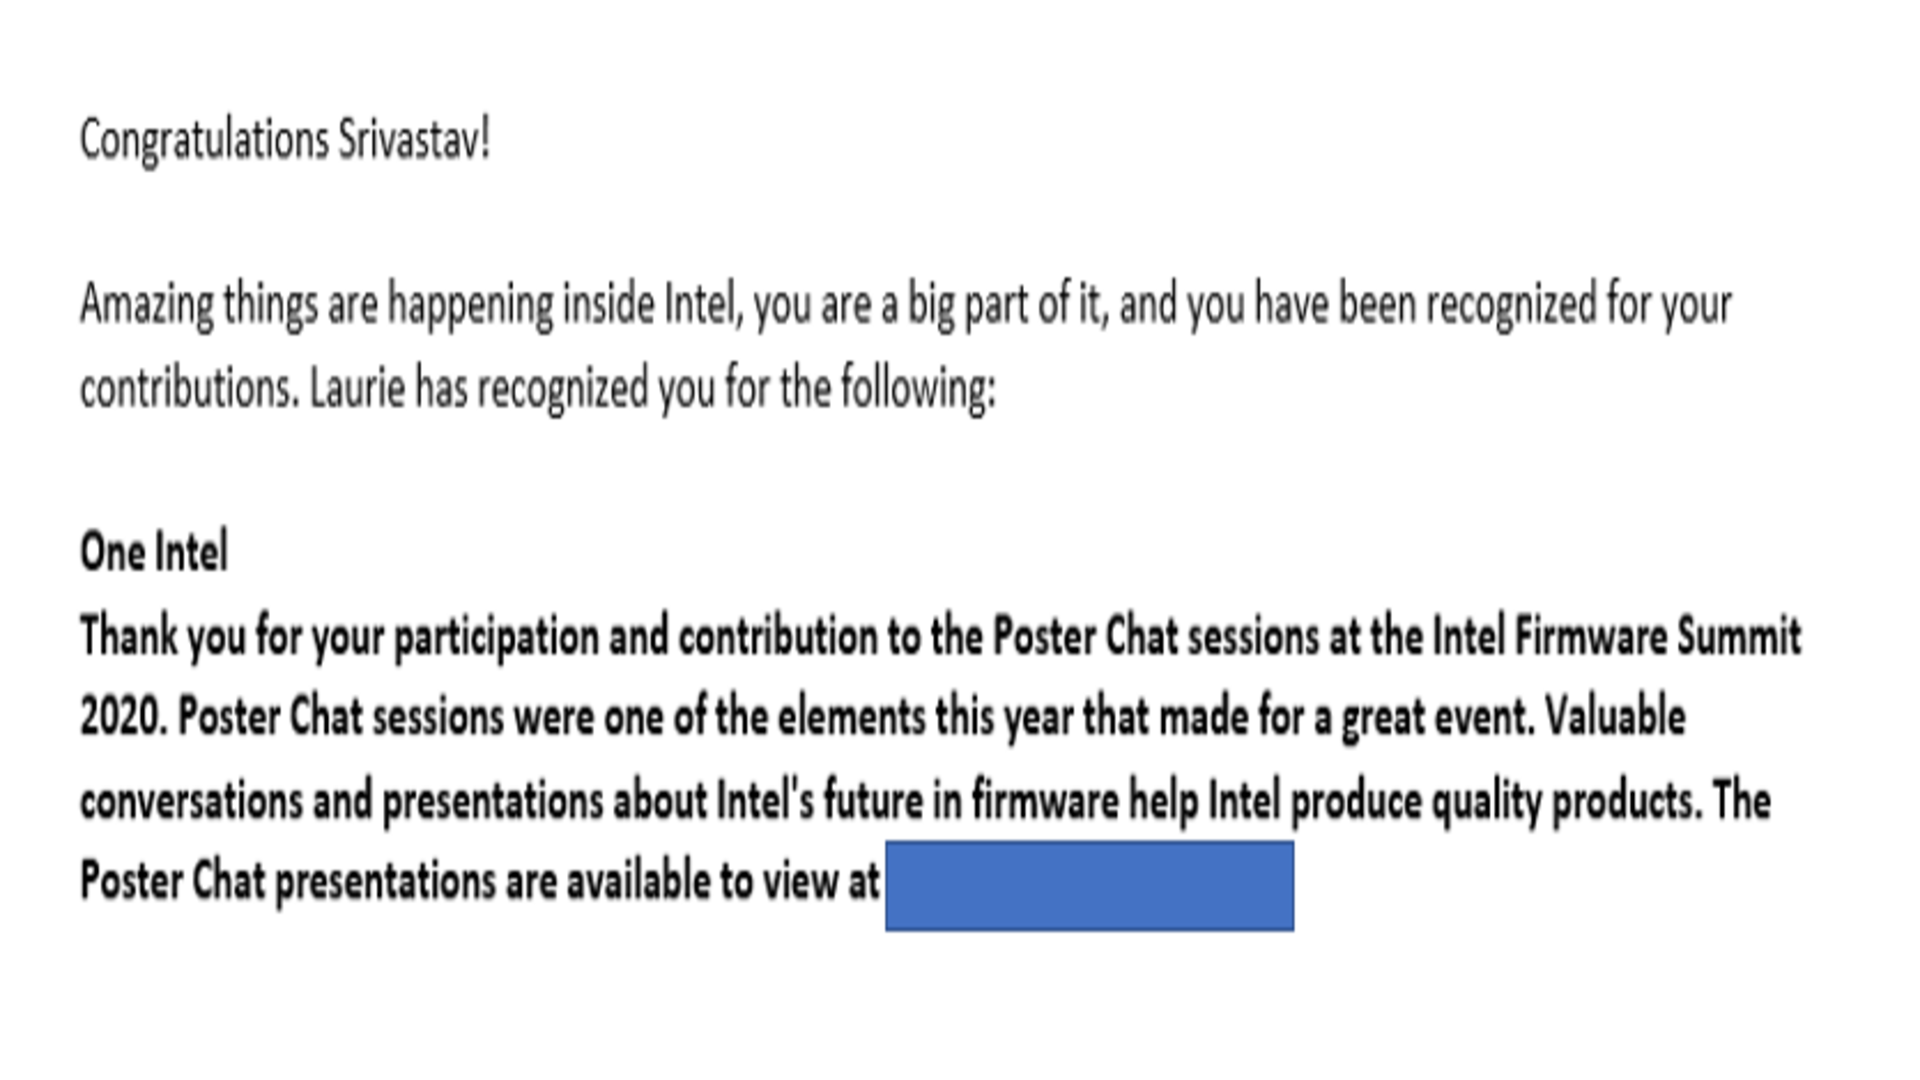 Congratulations Srivastav!
Amazing things are happening inside Intel, you are a big part of it, and you have been recognized for your
contributions. Laurie has recognized you for the following:
One Intel
Thank you for your participation and contribution to the Poster Chat sessions at the Intel Firmware Summit
2020. Poster Chat sessions were one of the elements this year that made for a great event. Valuable
conversations and presentations about Intel's future in firmware help Intel produce quality products. The
Poster Chat presentations are available to view at